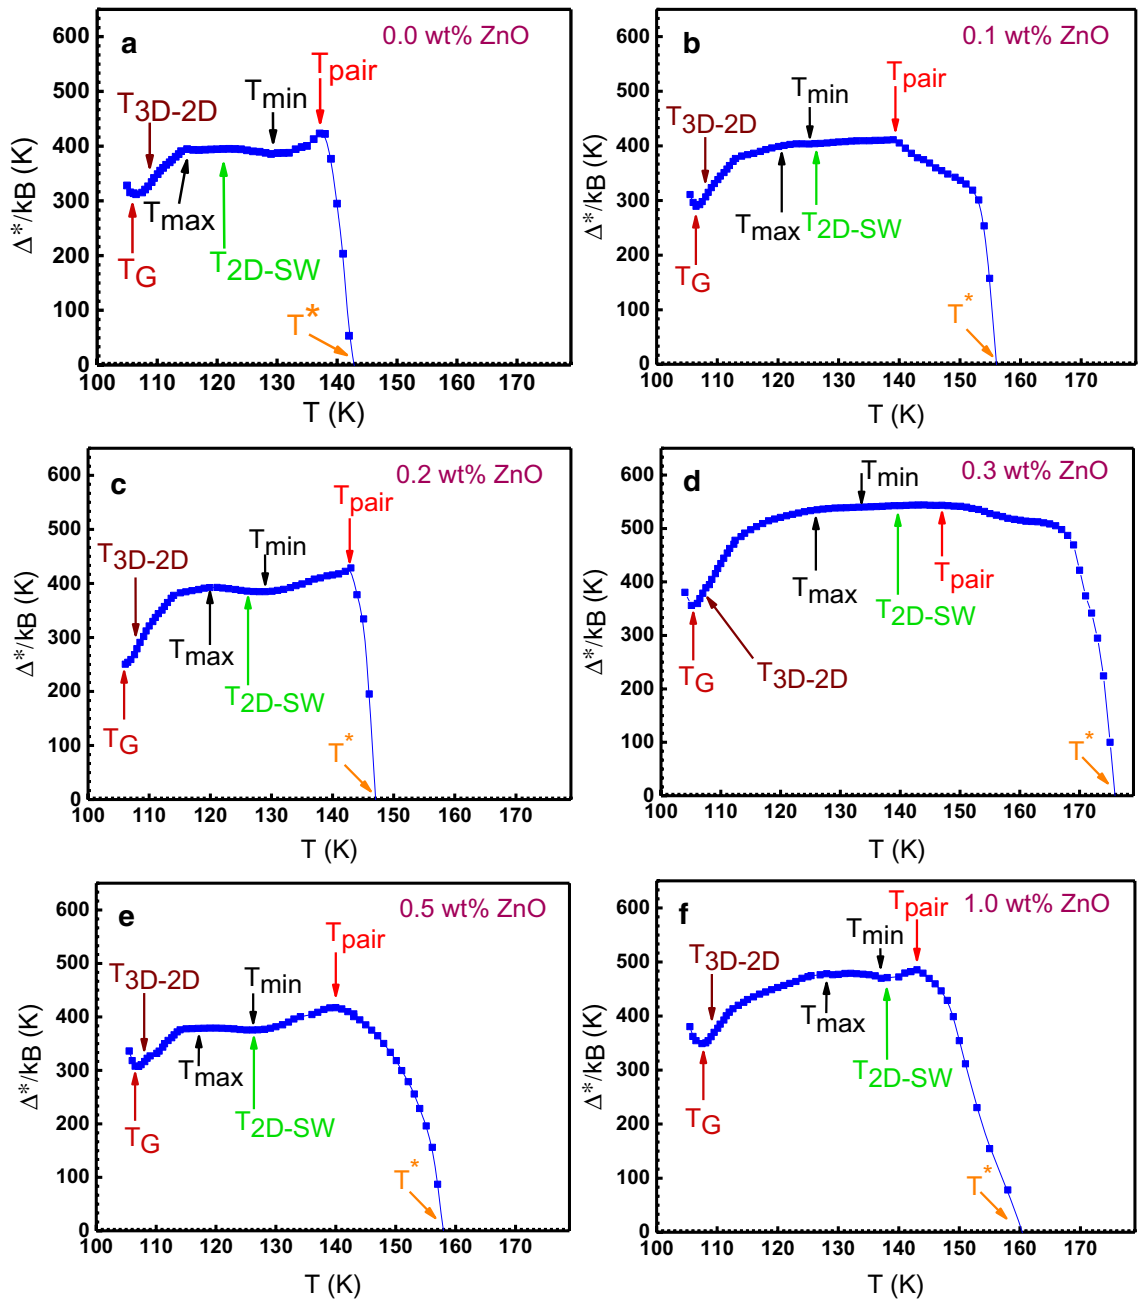 a
0.0 wt% ZnO
Δ*/kB (K)
600
500
400
300
200
100
0
T3D-2D
Tmin
Tpair
Tmax
TG
T2D-SW
T*
100 110 120 130 140 150 160 170
T (K)
b
0.1 wt% ZnO
Δ*/kB (K)
600
500
400
300
200
100
0
T3D-2D
Tmin
Tpair
Tmax
T2D-SW
TG
T*
100 110 120 130 140 150 160 170
T (K)
c
0.2 wt% ZnO
Δ*/kB (K)
600
500
400
300
200
100
0
Tpair
T3D-2D
Tmin
Tmax
T2D-SW
TG
T*
100 110 120 130 140 150 160 170
T (K)
d
0.3 wt% ZnO
Δ*/kB (K)
600
500
400
300
200
100
0
Tmin
Tmax
Tpair
T2D-SW
TG
T3D-2D
T*
100 110 120 130 140 150 160 170
T (K)
e
0.5 wt% ZnO
Δ*/kB (K)
600
500
400
300
200
100
0
Tpair
T3D-2D
Tmin
Tmax
T2D-SW
TG
T*
100 110 120 130 140 150 160 170
T (K)
f
1.0 wt% ZnO
Δ*/kB (K)
600
500
400
300
200
100
0
Tpair
Tmin
T3D-2D
Tmax
T2D-SW
TG
T*
100 110 120 130 140 150 160 170
T (K)